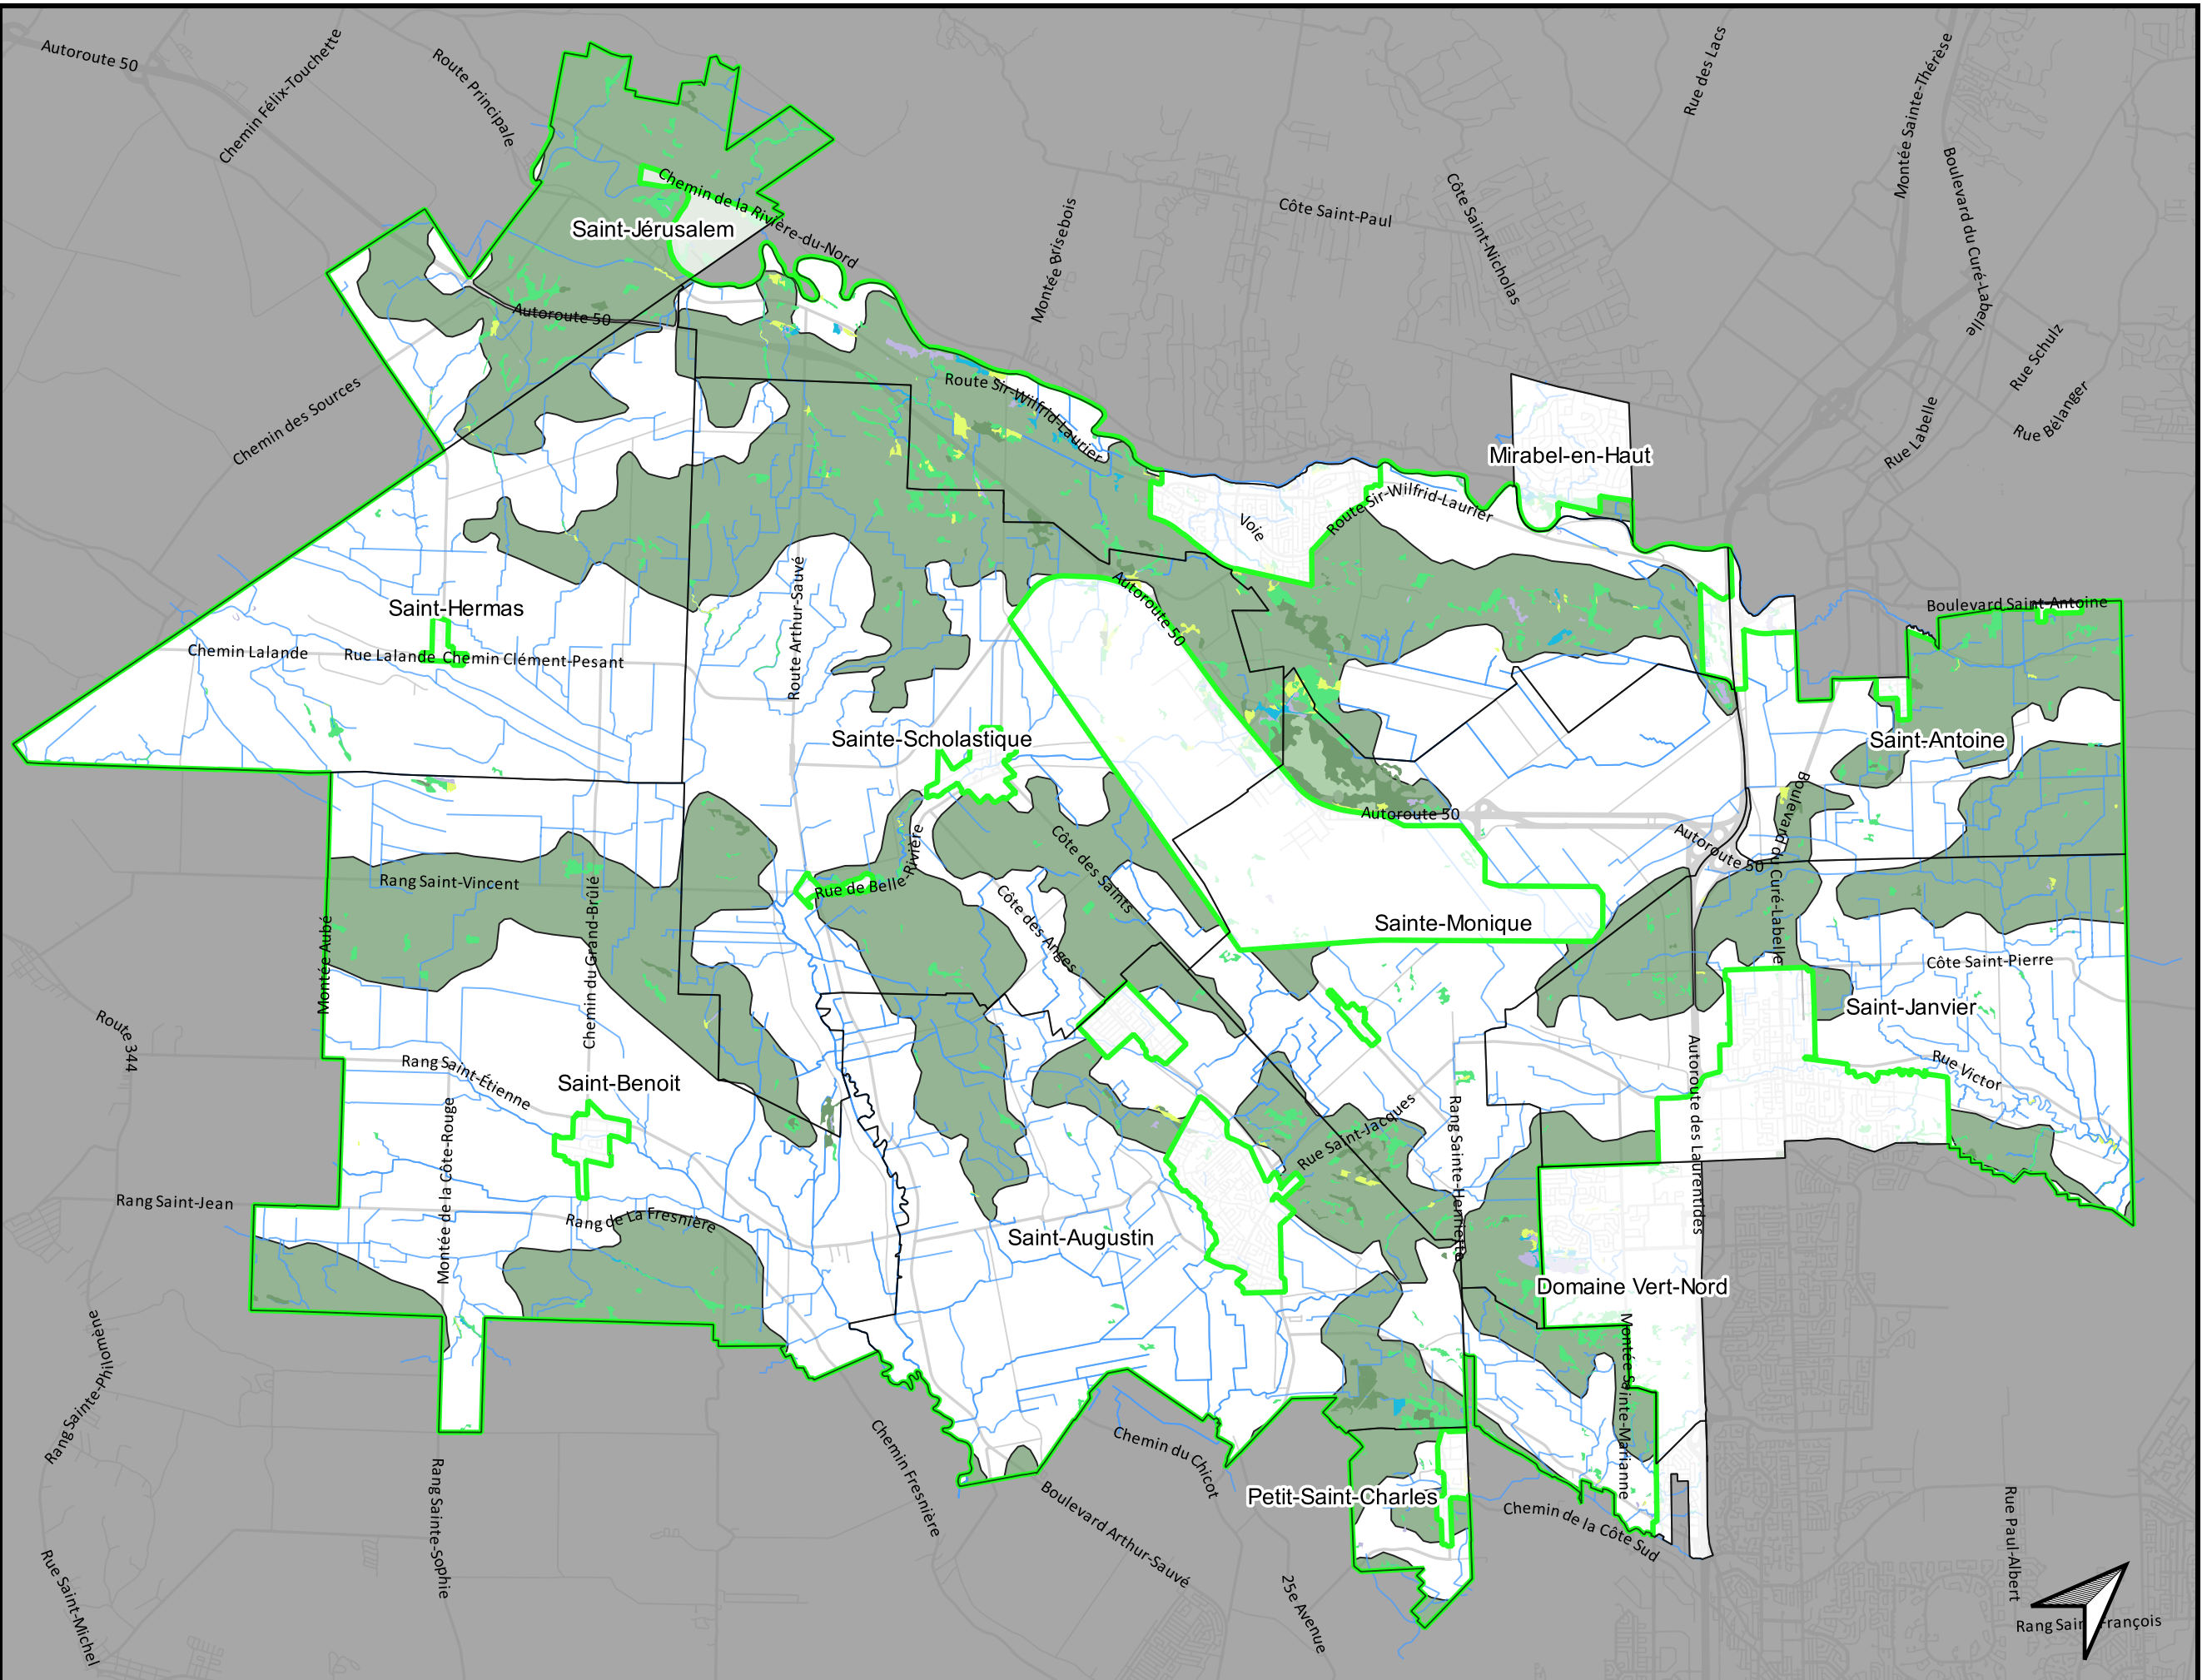 Autoroute 50
Chemin Félix-Touchette
Route Principale
Rue des Lacs
Montée Sainte-Thérèse
Boulevard du Curé-Labelle
Chemin de la Rivière-du-Nord
Saint-Jérusalem
Côte Saint-Paul
Côte Saint-Nicholas
Montée Brisebois
Autoroute 50
Rue Schulz
Rue Bélanger
Rue Labelle
Chemin des Sources
Route Sir-Wilfrid-Laurier
Mirabel-en-Haut
Route Sir-Wilfrid-Laurier
Voie
Route Arthur-Sauvé
Autoroute 50
Saint-Hermas
Boulevard Saint-Antoine
Chemin Lalande
Rue Lalande
Chemin Clément-Pesant
Sainte-Scholastique
Saint-Antoine
Autoroute 50
Autoroute 50
Boulevard du Curé-Labelle
Côte des Saints
Rue de Belle-Rivière
Rang Saint-Vincent
Côte des Anges
Sainte-Monique
Montée Aubé
Chemin du Grand-Brûlé
Côte Saint-Pierre
Saint-Janvier
Route 344
Rang Saint-Étienne
Saint-Benoit
Autoroute des Laurentides
Rue Victor
Rue Saint-Jacques
Rang Sainte-Henriette
Montée de la Côte-Rouge
Rang Saint-Jean
Rang de La Fresnière
Saint-Augustin
Domaine Vert-Nord
Montée Sainte-Marianne
Rang Sainte-Philomène
Chemin Fresnière
Chemin du Chicot
Petit-Saint-Charles
Chemin de la Côte Sud
Rang Sainte-Sophie
Boulevard Arthur-Sauvé
25e Avenue
Rue Saint-Michel
Rue Paul-Albert
Rang Saint-François